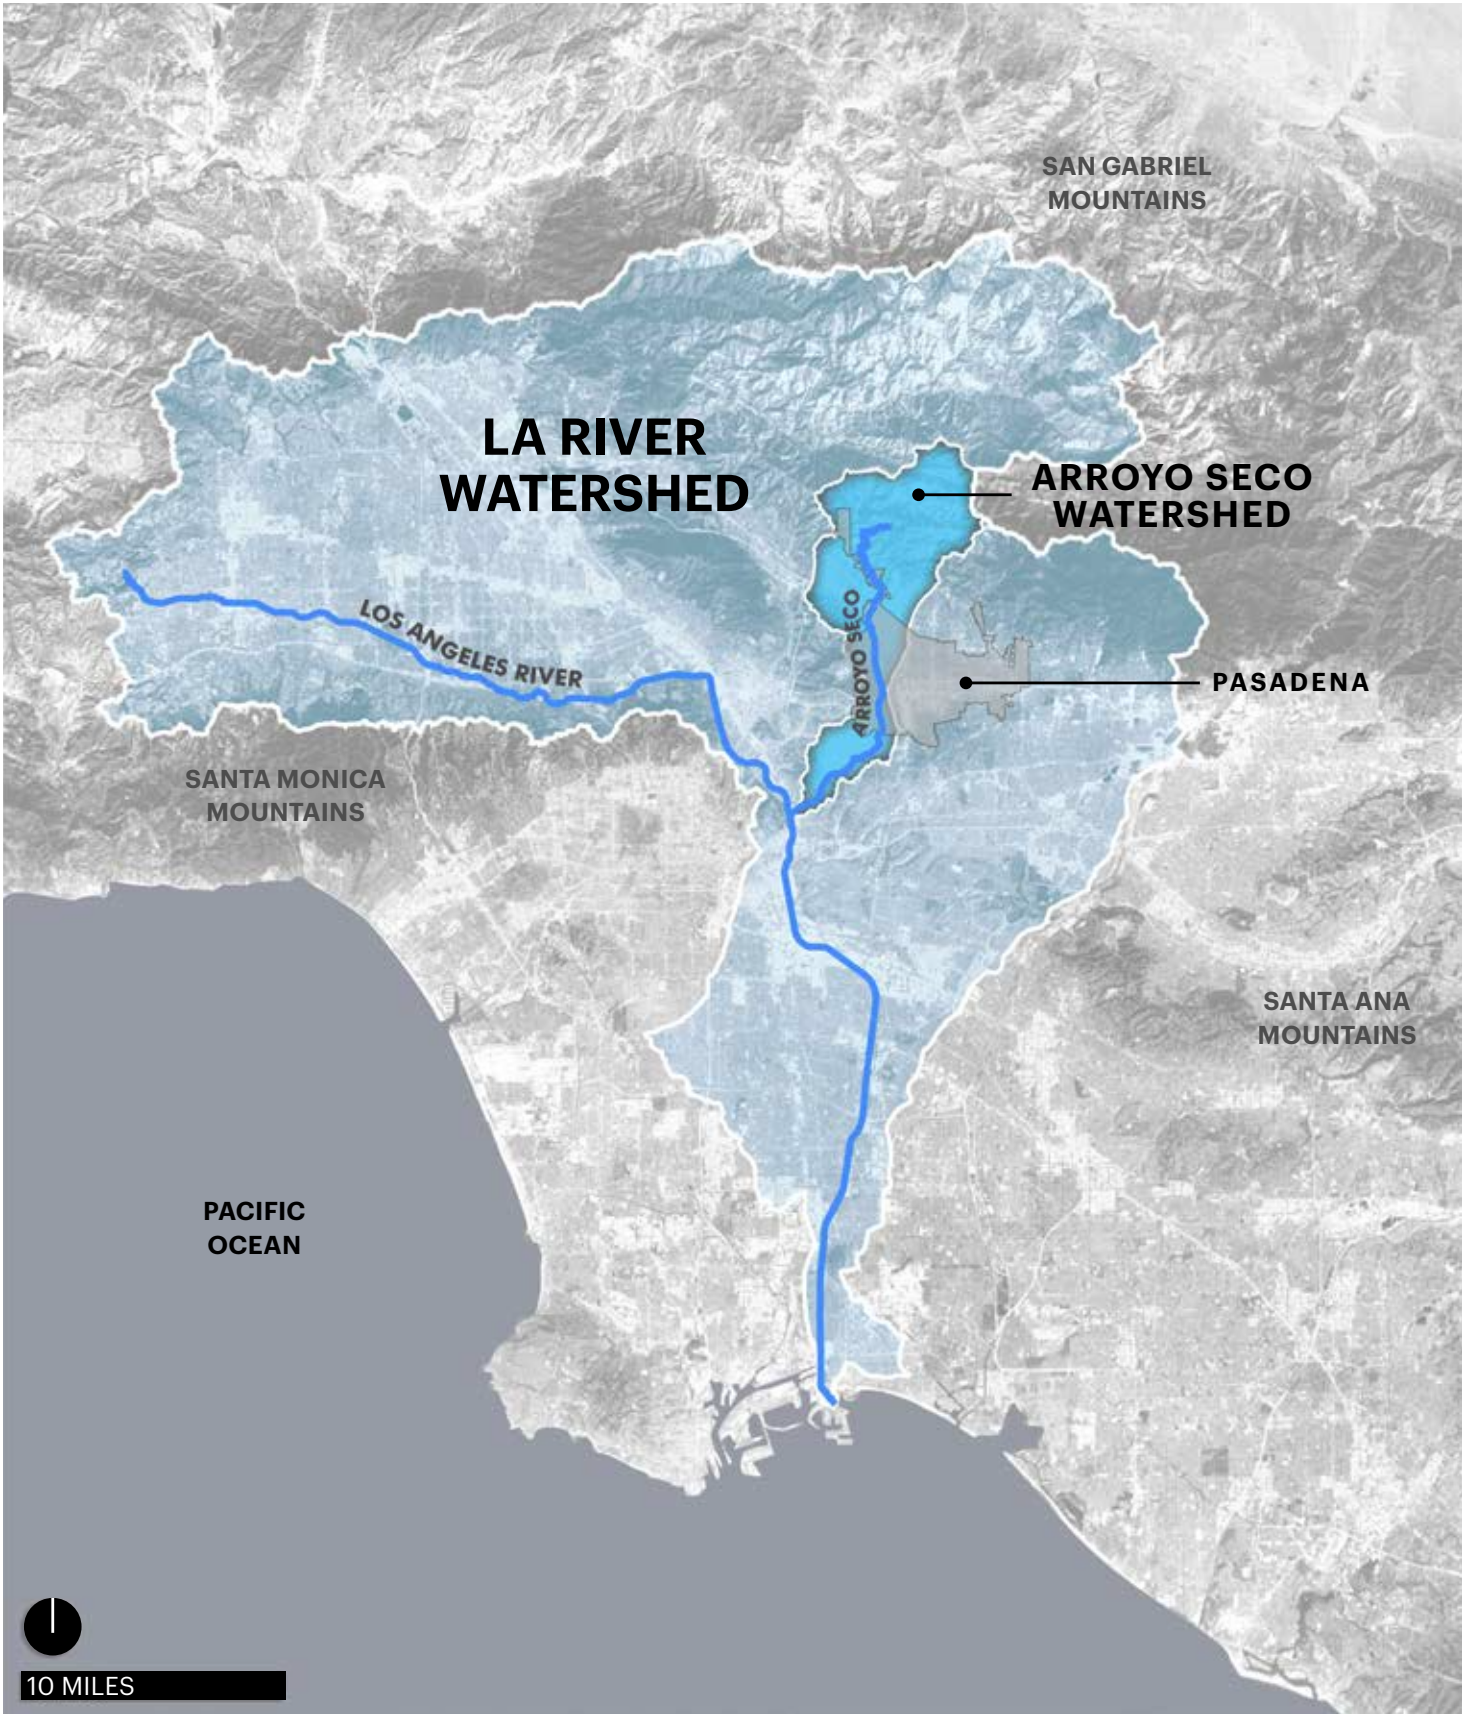 SAN GABRIEL
MOUNTAINS
LA RIVER
WATERSHED
ARROYO SECO
WATERSHED
LOS ANGELES RIVER
ARROYO SECO
PASADENA
SANTA MONICA
MOUNTAINS
SANTA ANA
MOUNTAINS
PACIFIC
OCEAN
10 MILES